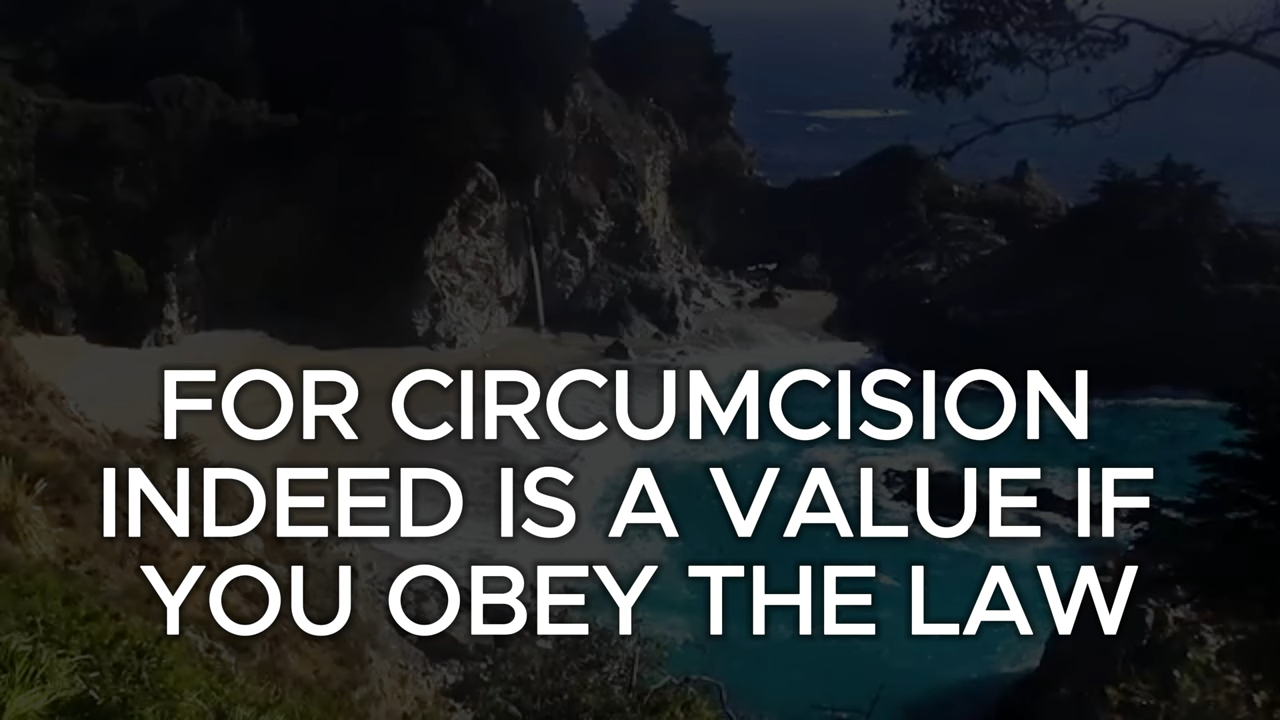 FOR CIRCUMCISION
INDEED IS A VALUE IF
YOU OBEY THE LAW